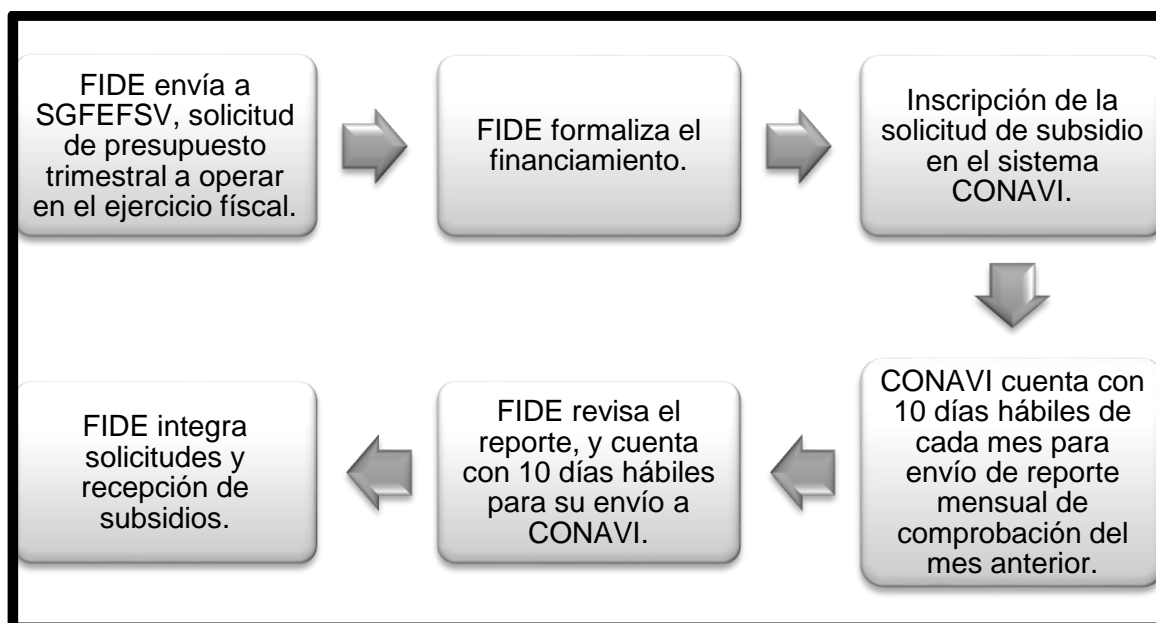 FIDE envía a
SGFEFSV, solicitud
de presupuesto
trimestral a operar
en el ejercicio físcal.
FIDE formaliza el
financiamiento.
Inscripción de la
solicitud de subsidio
en el sistema
CONAVI.
CONAVI cuenta con
10 días hábiles de
cada mes para
envío de reporte
mensual de
comprobación del
mes anterior.
FIDE revisa el
reporte, y cuenta
con 10 días hábiles
para su envío a
CONAVI.
FIDE integra
solicitudes y
recepción de
subsidios.